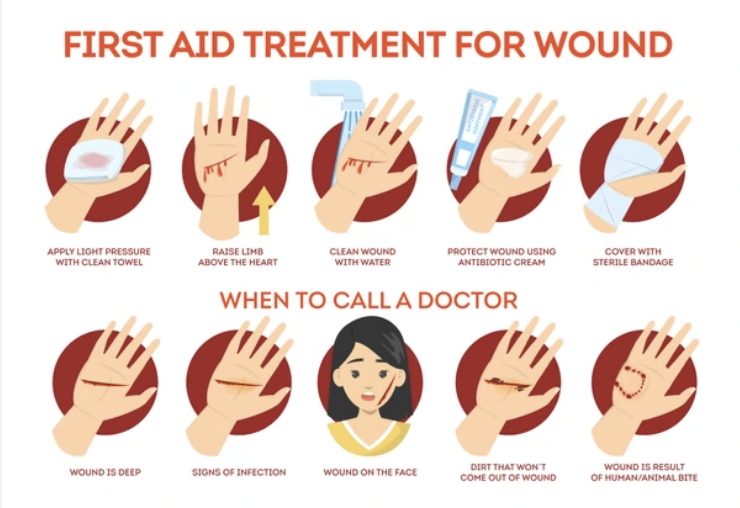 FIRST AID TREATMENT FOR WOUND
ANTIBIOTIC
OINTMENT
APPLY LIGHT PRESSURE
WITH CLEAN TOWEL
RAISE LIMB
ABOVE THE HEART
CLEAN WOUND
WITH WATER
PROTECT WOUND USING
ANTIBIOTIC CREAM
COVER WITH
STERILE BANDAGE
WHEN TO CALL A DOCTOR
WOUND IS DEEP
SIGNS OF INFECTION
WOUND ON THE FACE
DIRT THAT WON`T
COME OUT OF WOUND
WOUND IS RESULT
OF HUMAN/ANIMAL BITE